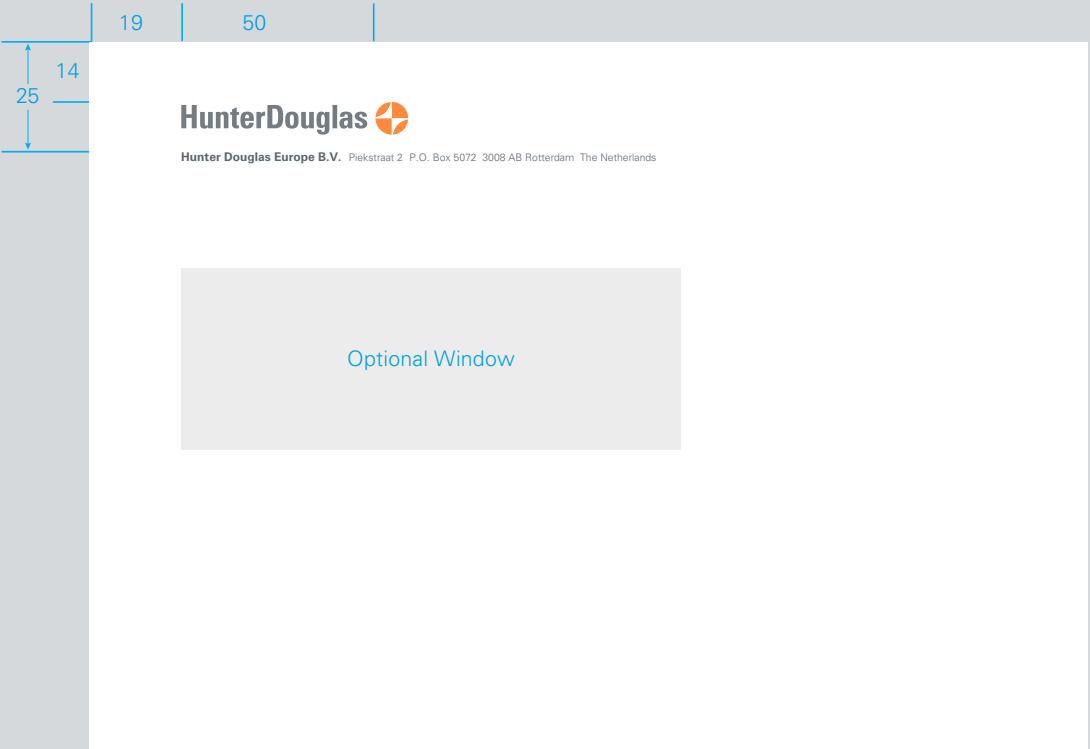 19 50
14
25
HunterDouglas
Hunter Douglas Europe B.V. Piekstraat 2 P.O. Box 5072 3008 AB Rotterdam The Netherlands
Optional Window